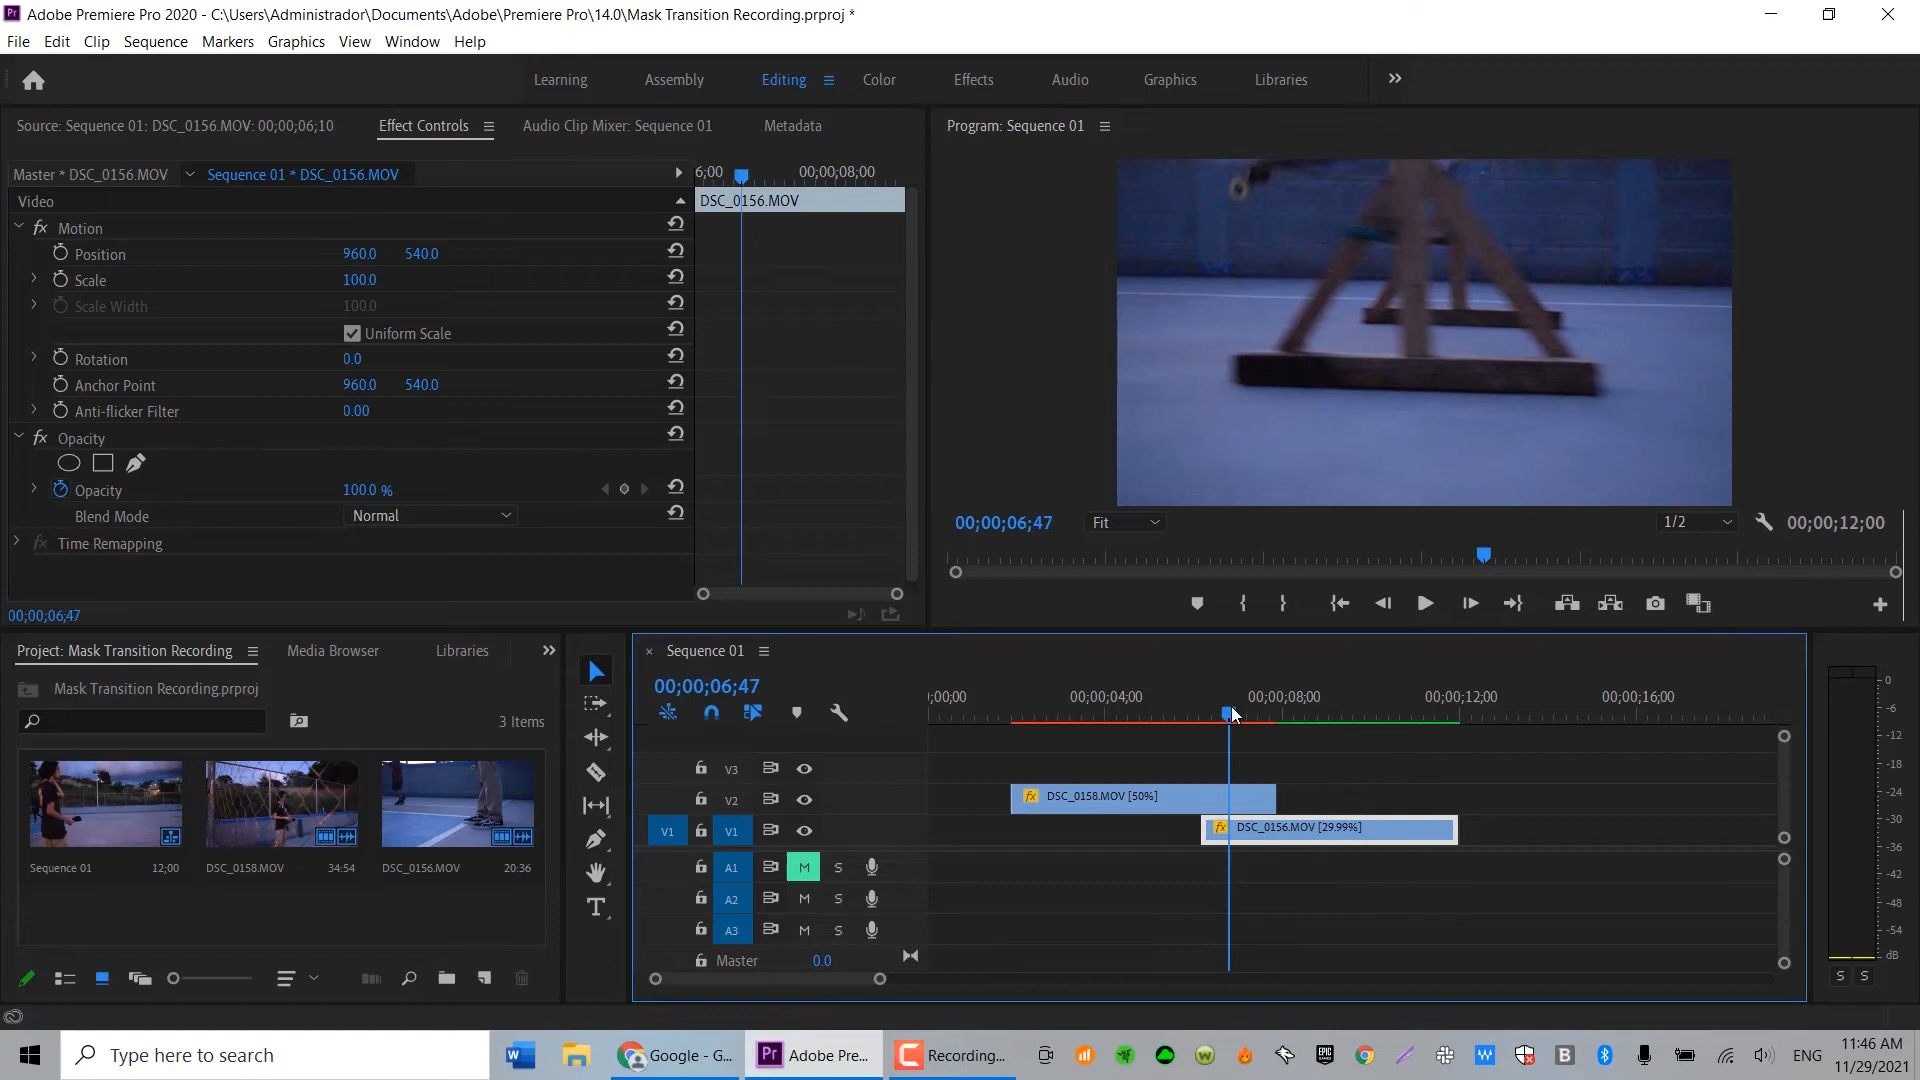 Adobe Premiere Pro 2020 - C:\Users\Administrador\Documents\Adobe\Premiere Pro\14.0\Mask Transition Recording.prproj *
File Edit Clip Sequence Markers Graphics View Window Help
Learning Assembly Editing Color Effects Audio Graphics Libraries
Source: Sequence 01: DSC_0156.MOV: 00;00;06;10 Effect Controls Audio Clip Mixer: Sequence 01 Metadata
Program: Sequence 01
Master * DSC_0156.MOV Sequence 01 * DSC_0156.MOV 6;00 00;00;08;00
Video DSC_0156.MOV
fx Motion
Position 960.0 540.0
Scale 100.0
Scale Width 100.0
Uniform Scale
Rotation 0.0
Anchor Point 960.0 540.0
Anti-flicker Filter 0.00
fx Opacity
Opacity 100.0 %
Blend Mode Normal
fx Time Remapping
00;00;06;47
00;00;06;47 Fit 1/2 00;00;12;00
Project: Mask Transition Recording Media Browser Libraries
Mask Transition Recording.prproj
3 Items
Sequence 01 12;00 DSC_0158.MOV 34:54 DSC_0156.MOV 20:36
Sequence 01
00;00;06;47
;00;00 00;00;04;00 00;00;08;00 00;00;12;00 00;00;16;00
V3
V2 fx DSC_0158.MOV [50%]
V1 V1 fx DSC_0156.MOV [29.99%]
A1 M S
A2 M S
A3 M S
Master 0.0
0
-6
-12
-18
-24
-30
-36
-42
-48
-54
dB
S S
Type here to search
Google - G...
Adobe Pre...
Recording...
ENG
11:46 AM
11/29/2021